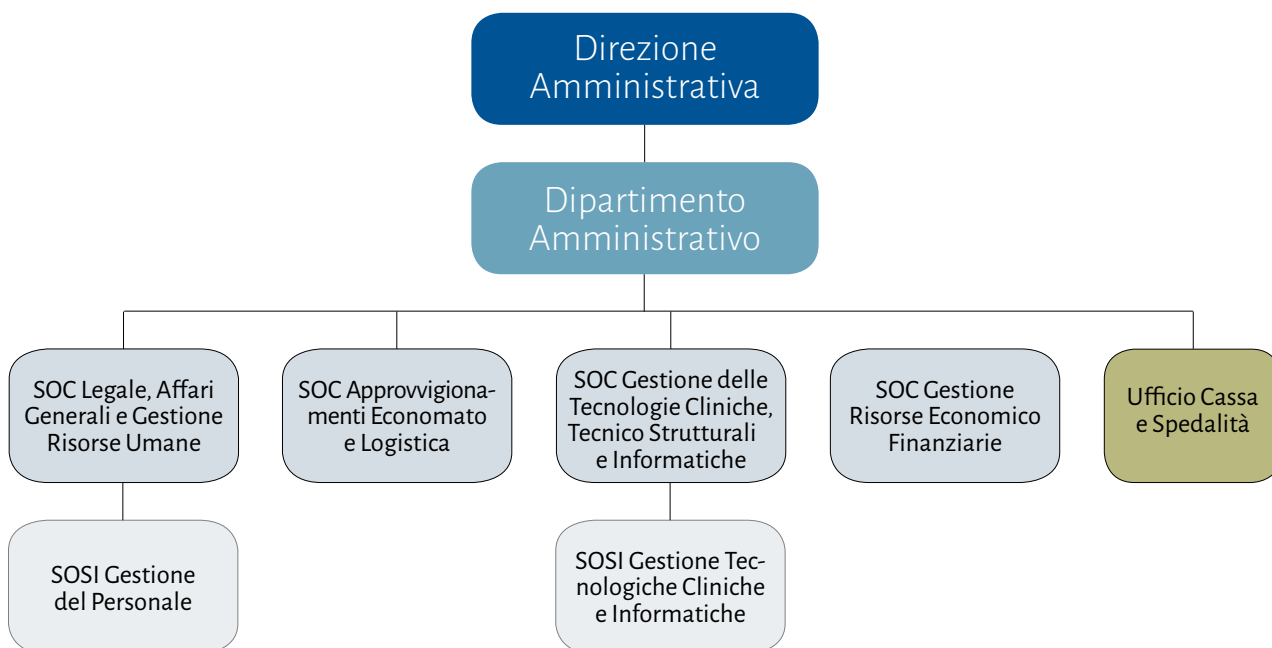 Direzione
Amministrativa
Dipartimento
Amministrativo
SOC Legale, Affari
Generali e Gestione
Risorse Umane
SOC Approvvigiona-
menti Economato
e Logistica
SOC Gestione delle
Tecnologie Cliniche,
Tecnico Strutturali
e Informatiche
SOC Gestione
Risorse Economico
Finanziarie
Ufficio Cassa
e Spedalità
SOSI Gestione
del Personale
SOSI Gestione Tec-
nologiche Cliniche
e Informatiche